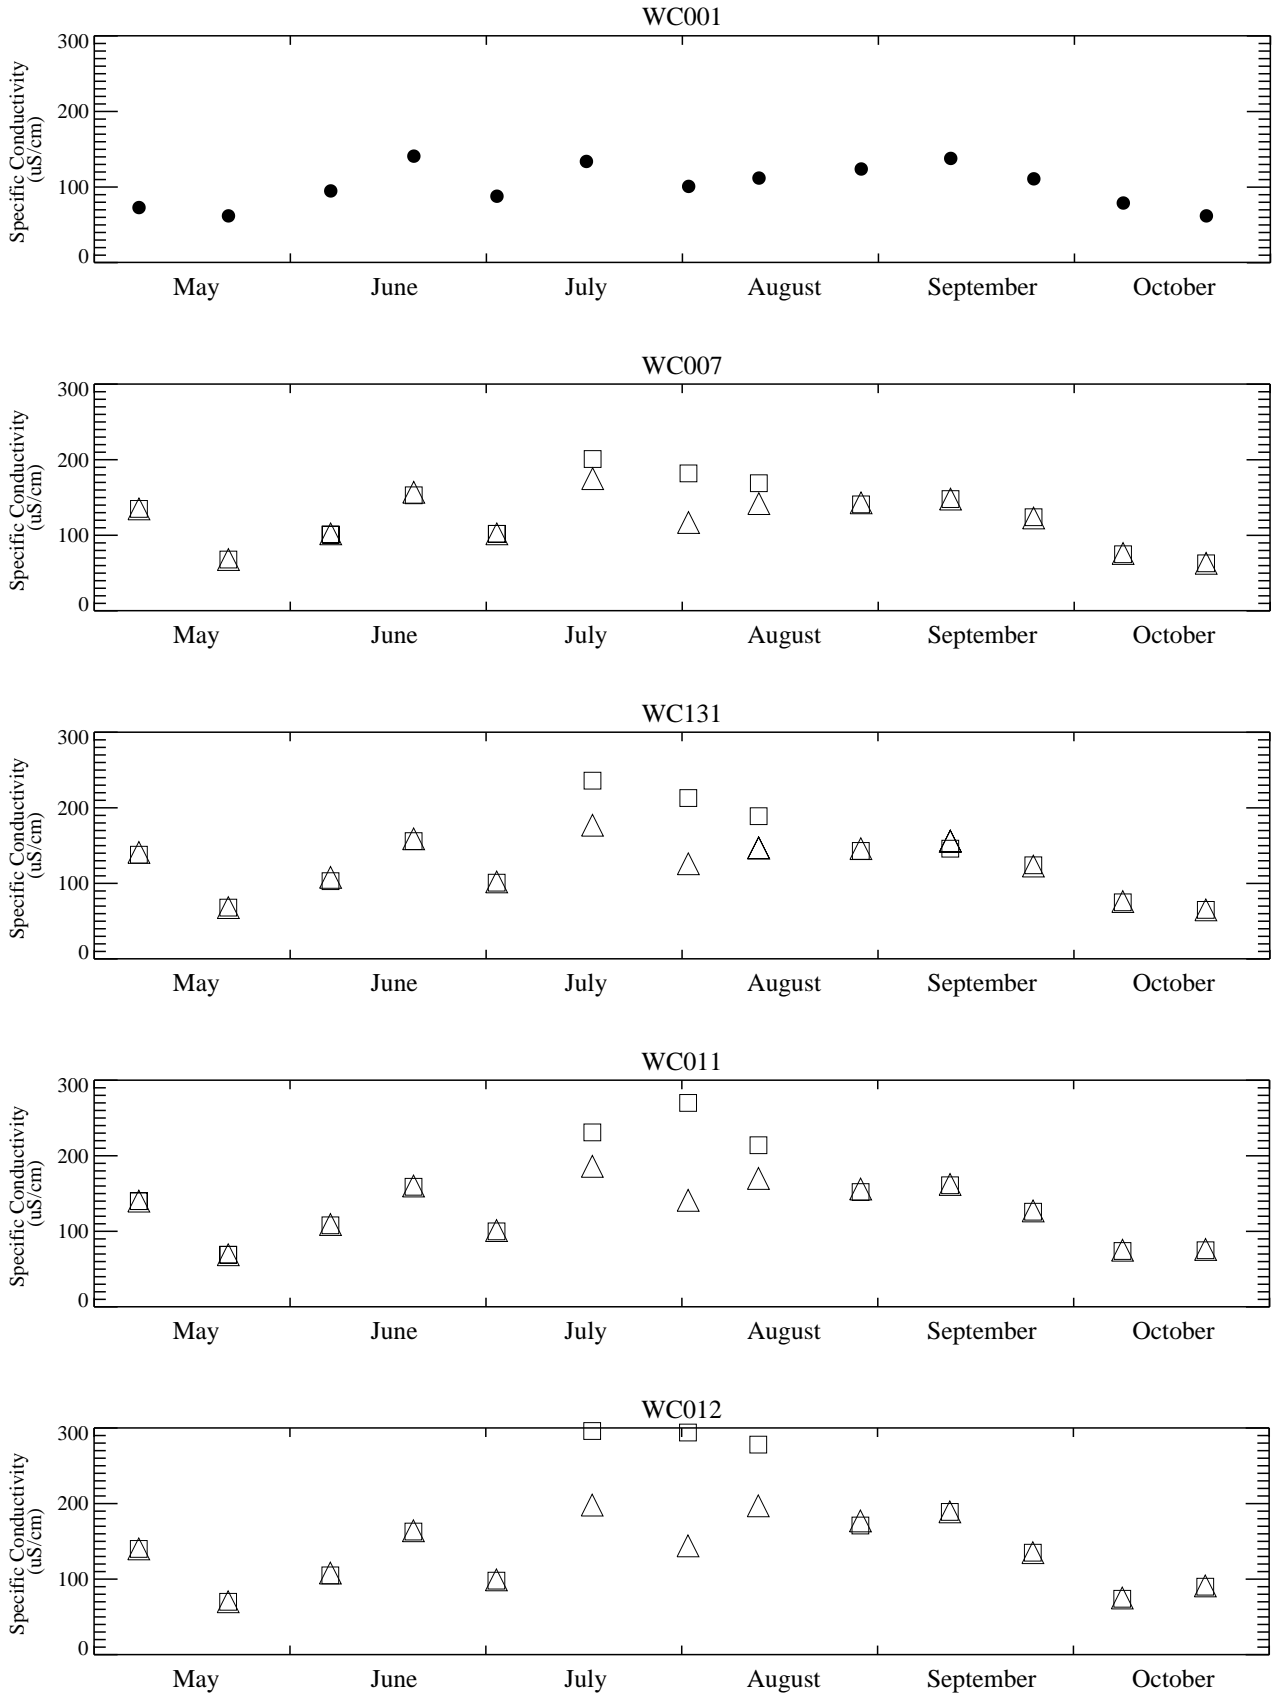 WC001
300
200
100
0
Specific Conductivity
(uS/cm)
May June July August September October
WC007
300
200
100
0
Specific Conductivity
(uS/cm)
May June July August September October
WC131
300
200
100
0
Specific Conductivity
(uS/cm)
May June July August September October
WC011
300
200
100
0
Specific Conductivity
(uS/cm)
May June July August September October
WC012
300
200
100
0
Specific Conductivity
(uS/cm)
May June July August September October